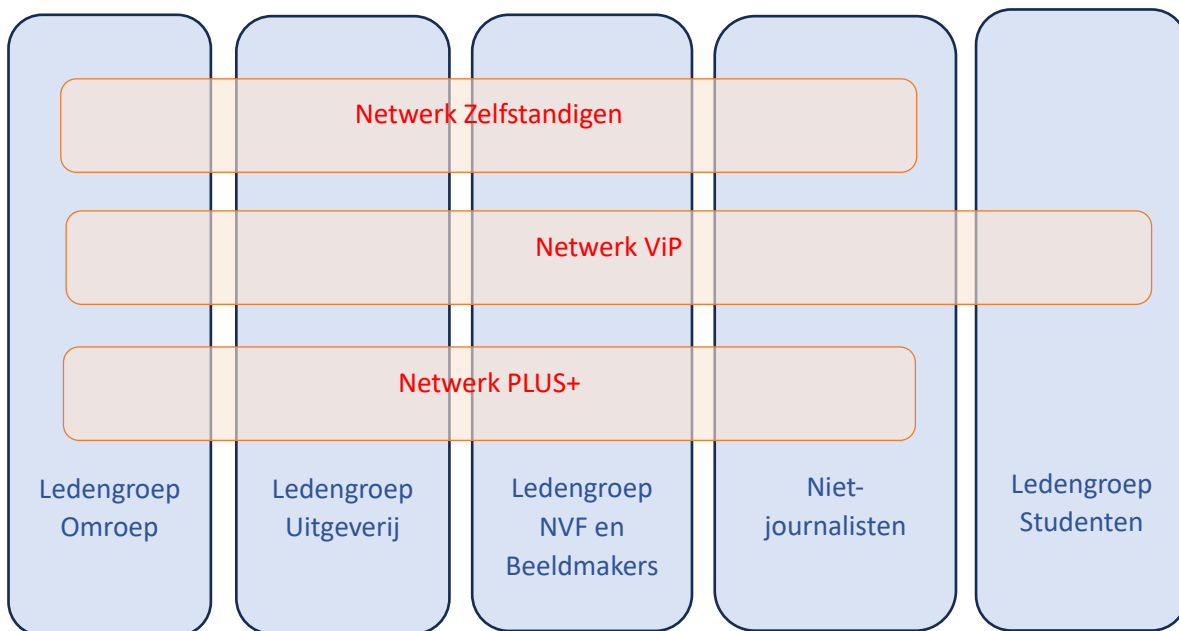 Netwerk Zelfstandigen
Netwerk ViP
Netwerk PLUS+
Ledengroep
Omroep
Ledengroep
Uitgeverij
Ledengroep
NVF en
Beeldmakers
Niet-
journalisten
Ledengroep
Studenten